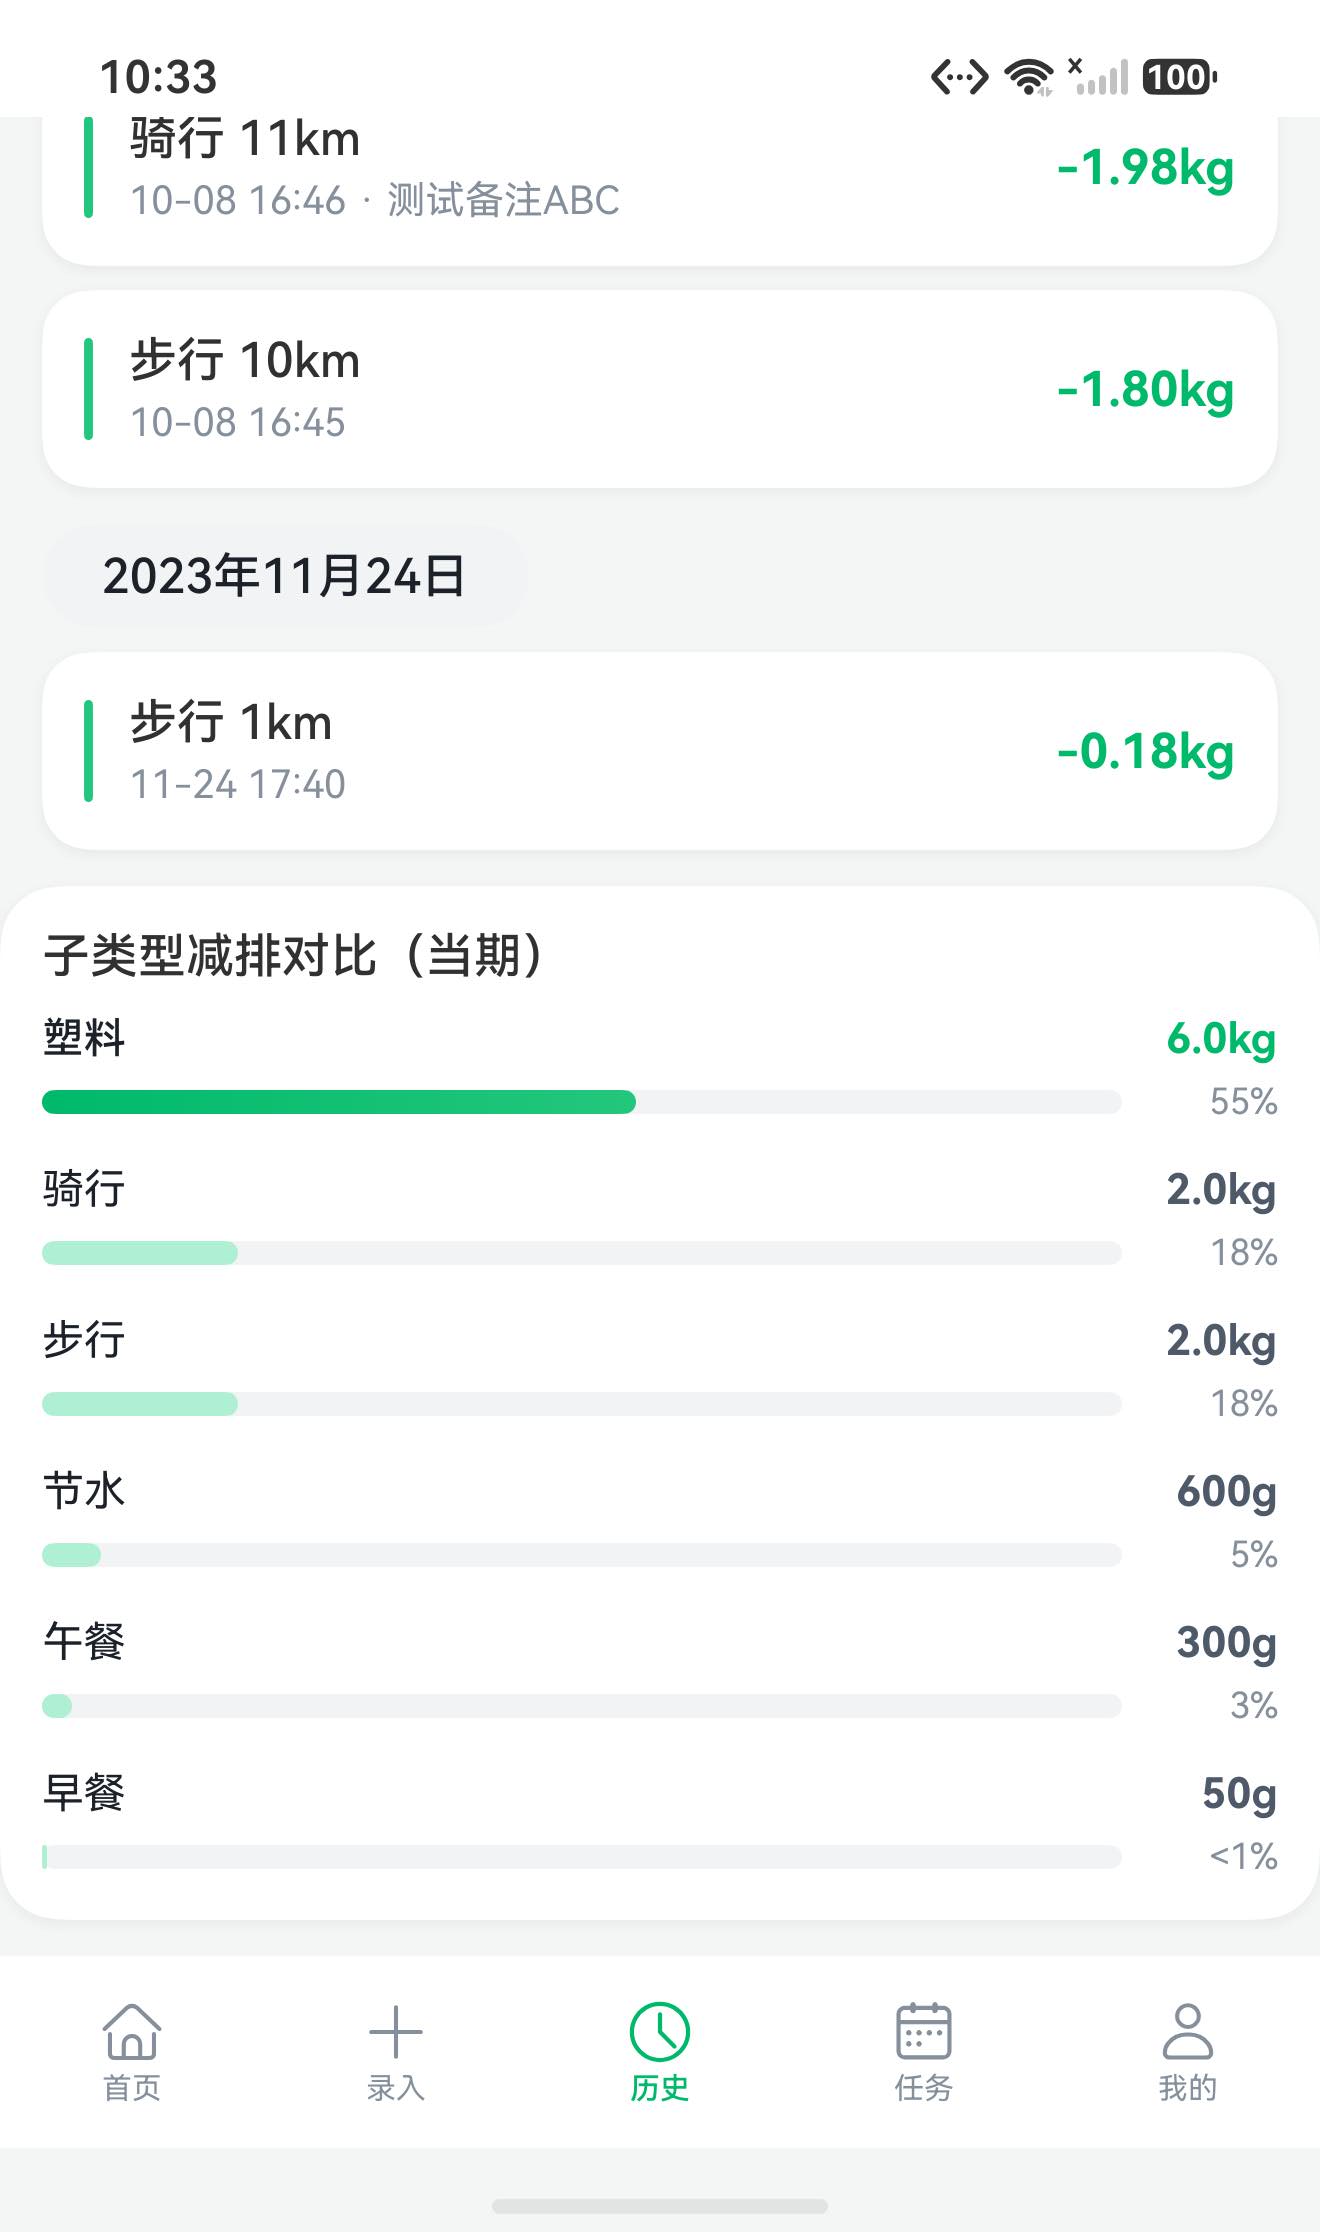 10:33
100
骑行 11km
-1.98kg
10-08 16:46 · 测试备注ABC
步行 10km
-1.80kg
10-08 16:45
2023年11月24日
步行 1km
-0.18kg
11-24 17:40
子类型减排对比（当期）
塑料
6.0kg
55%
骑行
2.0kg
18%
步行
2.0kg
18%
节水
600g
5%
午餐
300g
3%
早餐
50g
<1%
首页
录入
历史
任务
我的